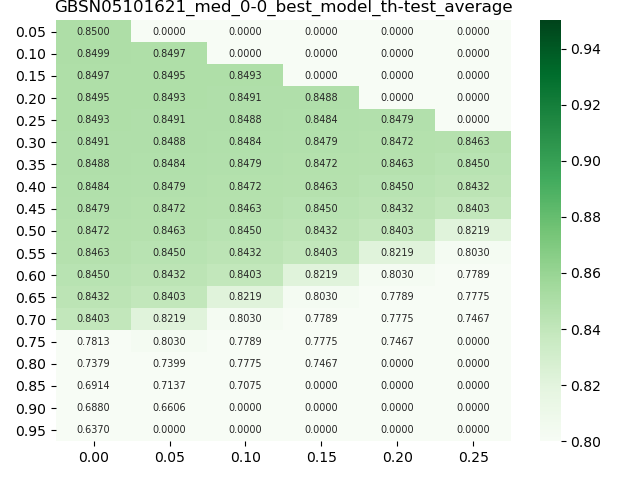 GBSN05101621_med_0-0_best_model_th-test_average
0.05 0.8500 0.0000 0.0000 0.0000 0.0000 0.0000
0.10 0.8499 0.8497 0.0000 0.0000 0.0000 0.0000
0.15 0.8497 0.8495 0.8493 0.0000 0.0000 0.0000
0.20 0.8495 0.8493 0.8491 0.8488 0.0000 0.0000
0.25 0.8493 0.8491 0.8488 0.8484 0.8479 0.0000
0.30 0.8491 0.8488 0.8484 0.8479 0.8472 0.8463
0.35 0.8488 0.8484 0.8479 0.8472 0.8463 0.8450
0.40 0.8484 0.8479 0.8472 0.8463 0.8450 0.8432
0.45 0.8479 0.8472 0.8463 0.8450 0.8432 0.8403
0.50 0.8472 0.8463 0.8450 0.8432 0.8403 0.8219
0.55 0.8463 0.8450 0.8432 0.8403 0.8219 0.8030
0.60 0.8450 0.8432 0.8403 0.8219 0.8030 0.7789
0.65 0.8432 0.8403 0.8219 0.8030 0.7789 0.7775
0.70 0.8403 0.8219 0.8030 0.7789 0.7775 0.7467
0.75 0.7813 0.8030 0.7789 0.7775 0.7467 0.0000
0.80 0.7379 0.7399 0.7775 0.7467 0.0000 0.0000
0.85 0.6914 0.7137 0.7075 0.0000 0.0000 0.0000
0.90 0.6880 0.6606 0.0000 0.0000 0.0000 0.0000
0.95 0.6370 0.0000 0.0000 0.0000 0.0000 0.0000
0.00 0.05 0.10 0.15 0.20 0.25
0.94
0.92
0.90
0.88
0.86
0.84
0.82
0.80